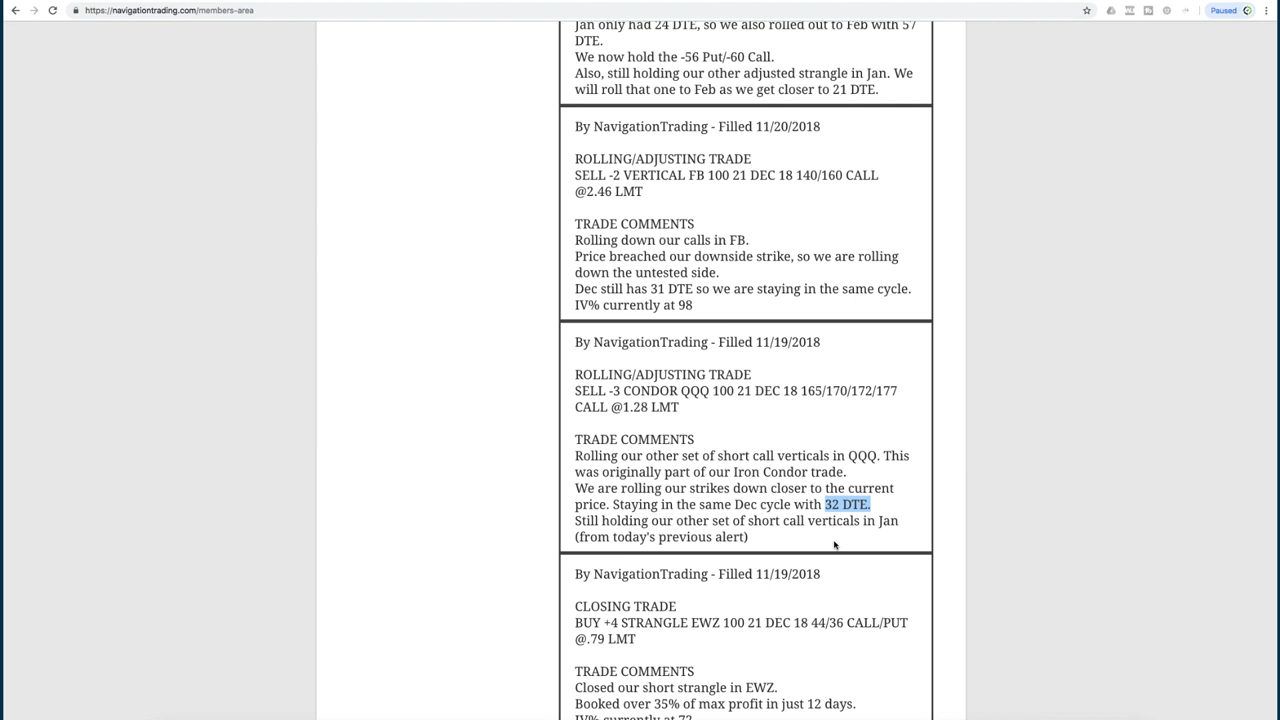 https://navigationtrading.com/members-area
Paused
Jan only had 24 DTE, so we also rolled out to Feb with 57
DTE.
We now hold the -56 Put/-60 Call.
Also, still holding our other adjusted strangle in Jan. We
will roll that one to Feb as we get closer to 21 DTE.
By NavigationTrading - Filled 11/20/2018
ROLLING/ADJUSTING TRADE
SELL -2 VERTICAL FB 100 21 DEC 18 140/160 CALL
@2.46 LMT
TRADE COMMENTS
Rolling down our calls in FB.
Price breached our downside strike, so we are rolling
down the untested side.
Dec still has 31 DTE so we are staying in the same cycle.
IV% currently at 98
By NavigationTrading - Filled 11/19/2018
ROLLING/ADJUSTING TRADE
SELL -3 CONDOR QQQ 100 21 DEC 18 165/170/172/177
CALL @1.28 LMT
TRADE COMMENTS
Rolling our other set of short call verticals in QQQ. This
was originally part of our Iron Condor trade.
We are rolling our strikes down closer to the current
price. Staying in the same Dec cycle with 32 DTE.
Still holding our other set of short call verticals in Jan
(from today's previous alert)
By NavigationTrading - Filled 11/19/2018
CLOSING TRADE
BUY +4 STRANGLE EWZ 100 21 DEC 18 44/36 CALL/PUT
@.79 LMT
TRADE COMMENTS
Closed our short strangle in EWZ.
Booked over 35% of max profit in just 12 days.
IV% currently at 72